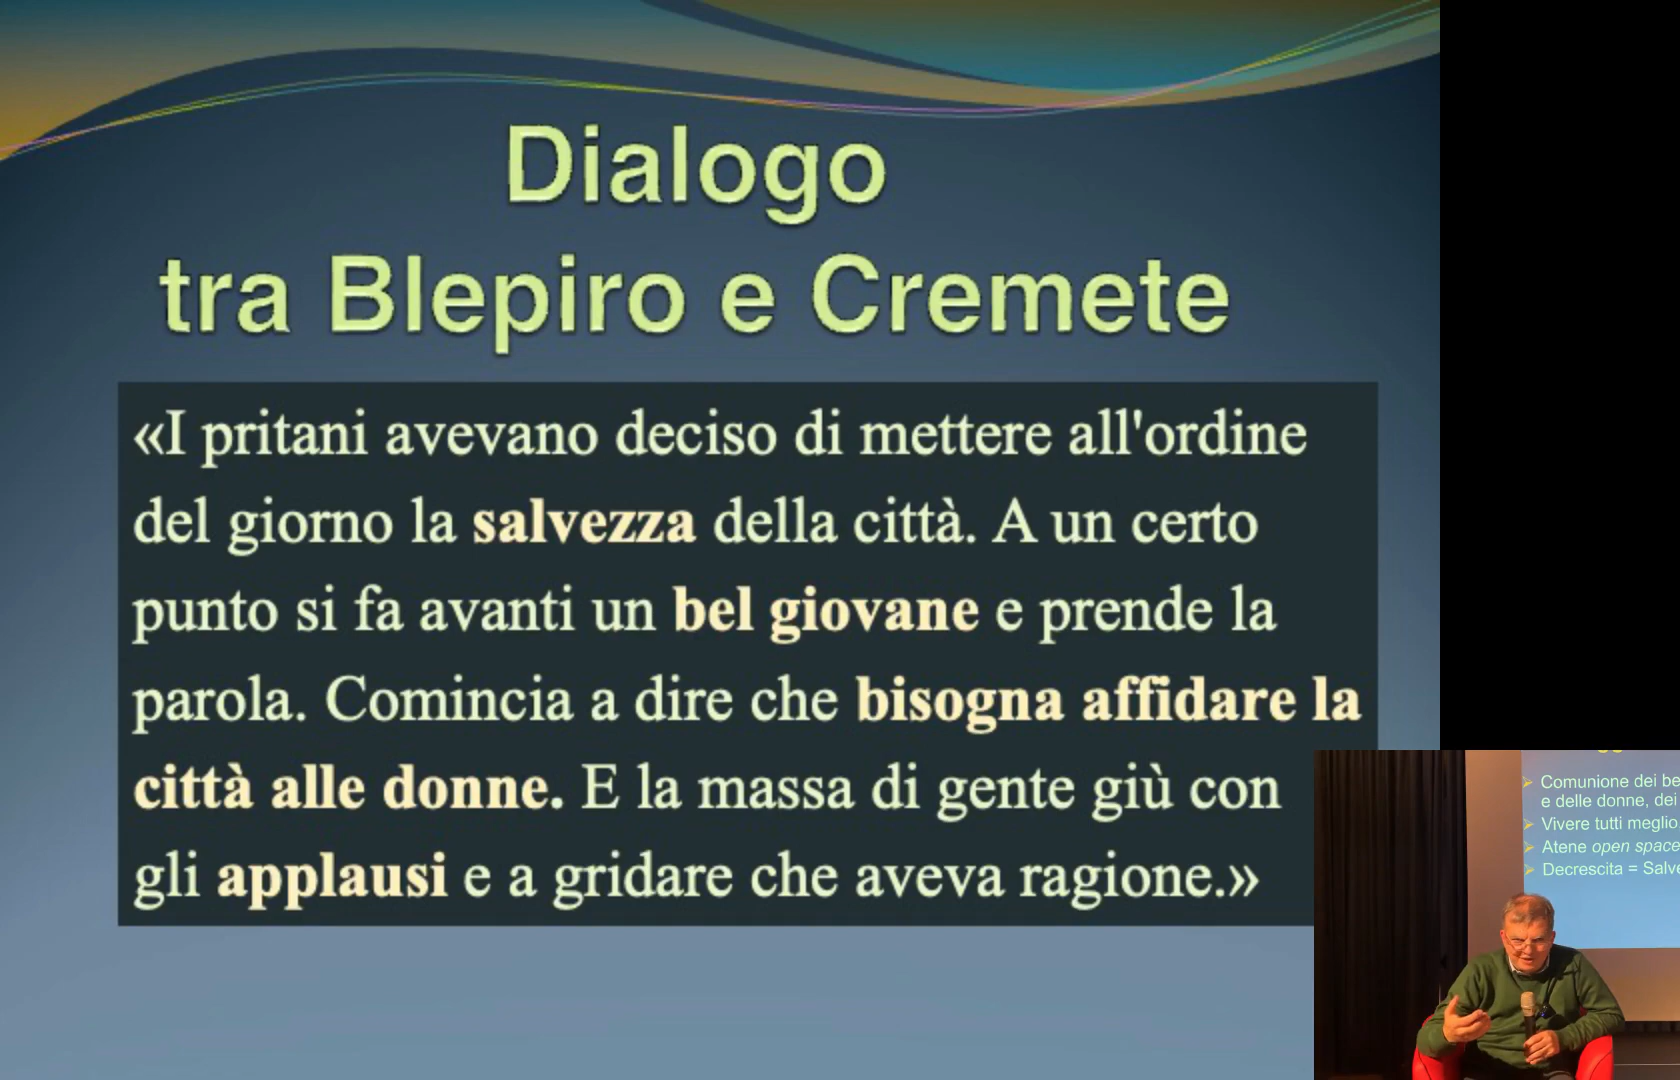 Dialogo
tra Blepiro e Cremete
«I pritani avevano deciso di mettere all'ordine
del giorno la salvezza della città. A un certo
punto si fa avanti un bel giovane e prende la
parola. Comincia a dire che bisogna affidare la
città alle donne. E la massa di gente giù con
gli applausi e a gridare che aveva ragione.»
Comunione dei
e delle donne, dei
Vivere tutti meglio
Atene open space
Decrescita =